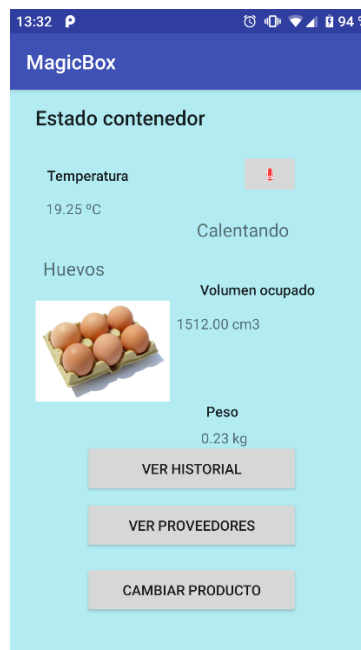 13:32 94 %
MagicBox
Estado contenedor
Temperatura
19.25 ºC
Calentando
Huevos
Volumen ocupado
1512.00 cm3
Peso
0.23 kg
VER HISTORIAL
VER PROVEEDORES
CAMBIAR PRODUCTO